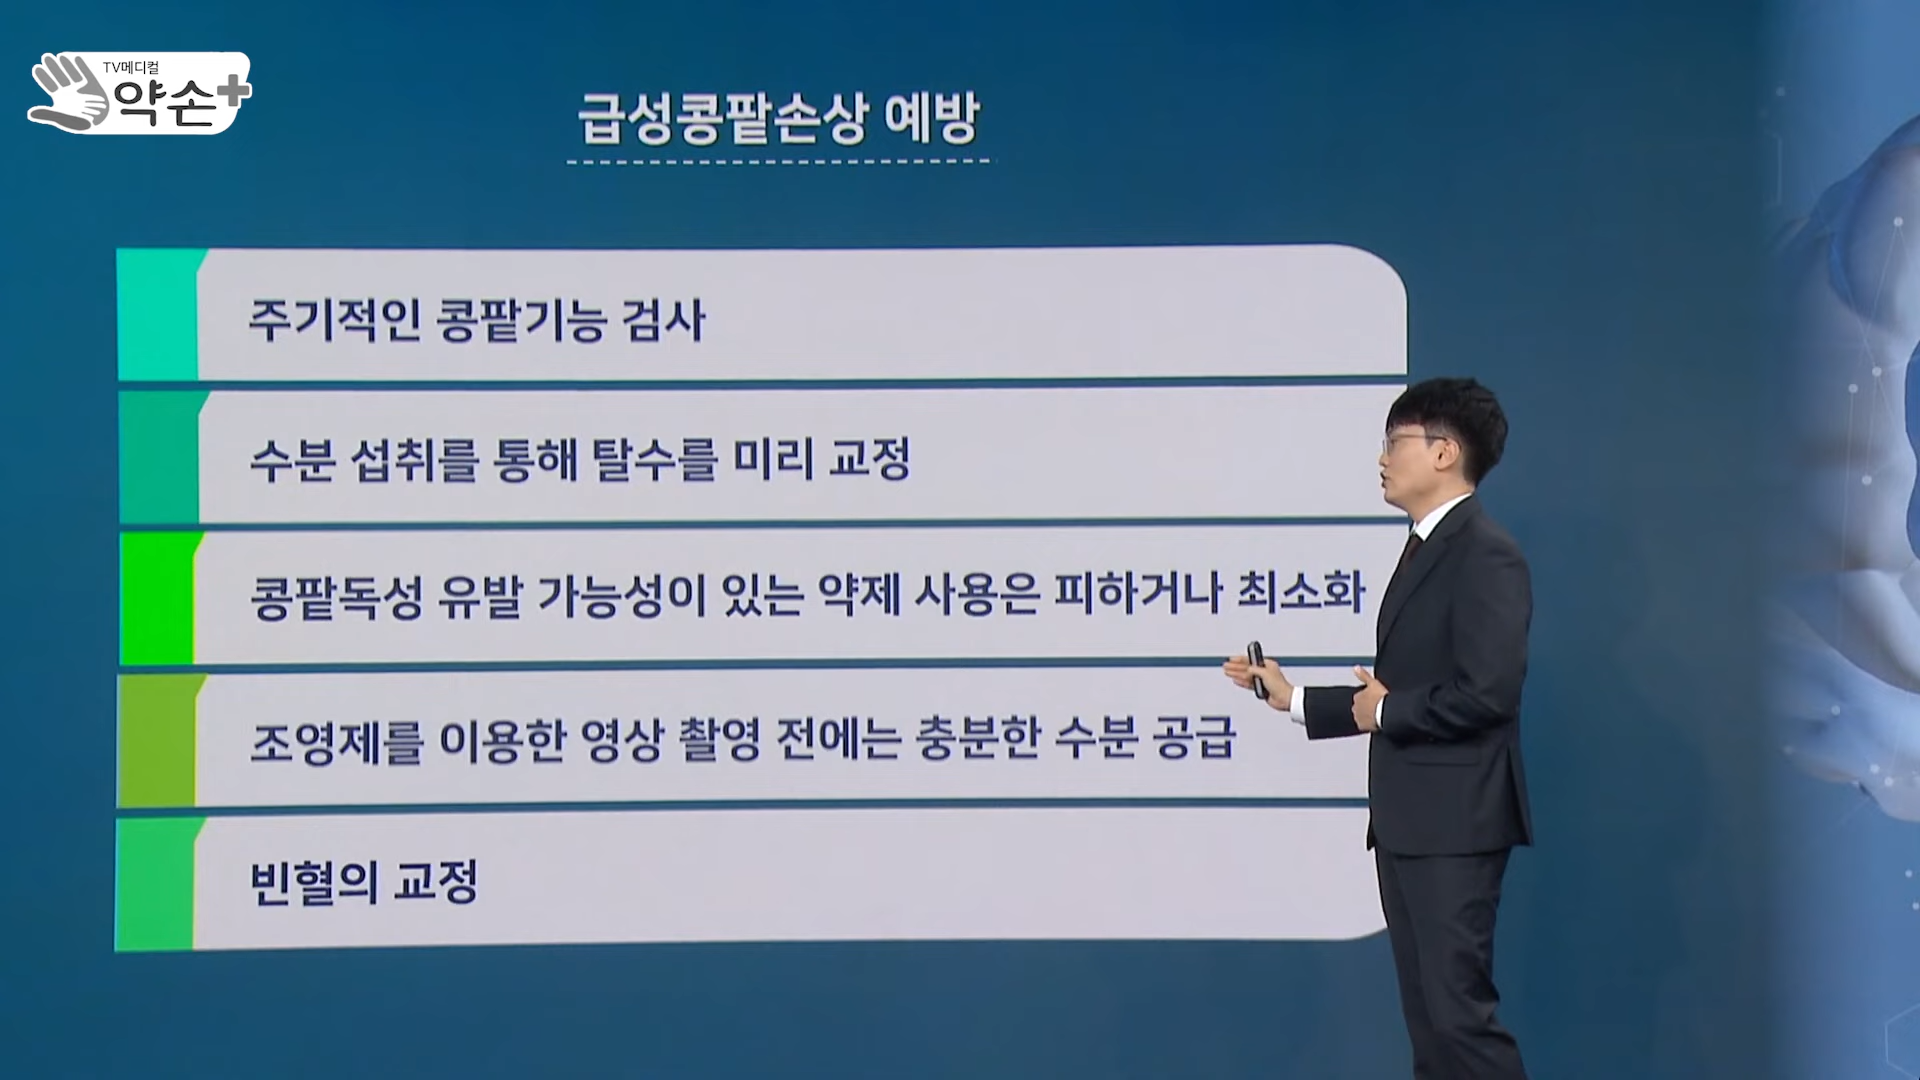 TV메디컬
약손+
급성콩팥손상 예방
주기적인 콩팥기능 검사
수분 섭취를 통해 탈수를 미리 교정
콩팥독성 유발 가능성이 있는 약제 사용은 피하거나 최소화
조영제를 이용한 영상 촬영 전에는 충분한 수분 공급
빈혈의 교정